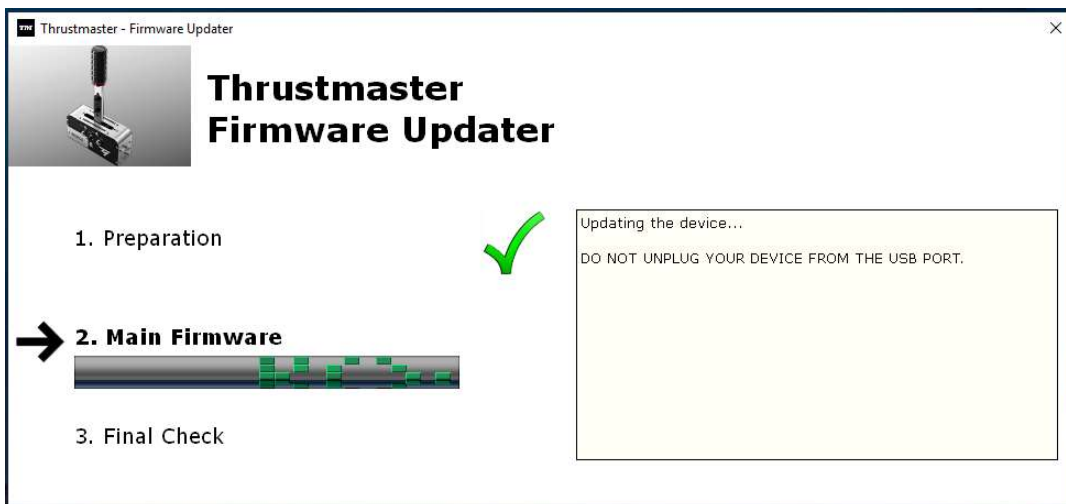 Thrustmaster - Firmware Updater
Thrustmaster
Firmware Updater
1. Preparation
2. Main Firmware
3. Final Check
Updating the device...
DO NOT UNPLUG YOUR DEVICE FROM THE USB PORT.